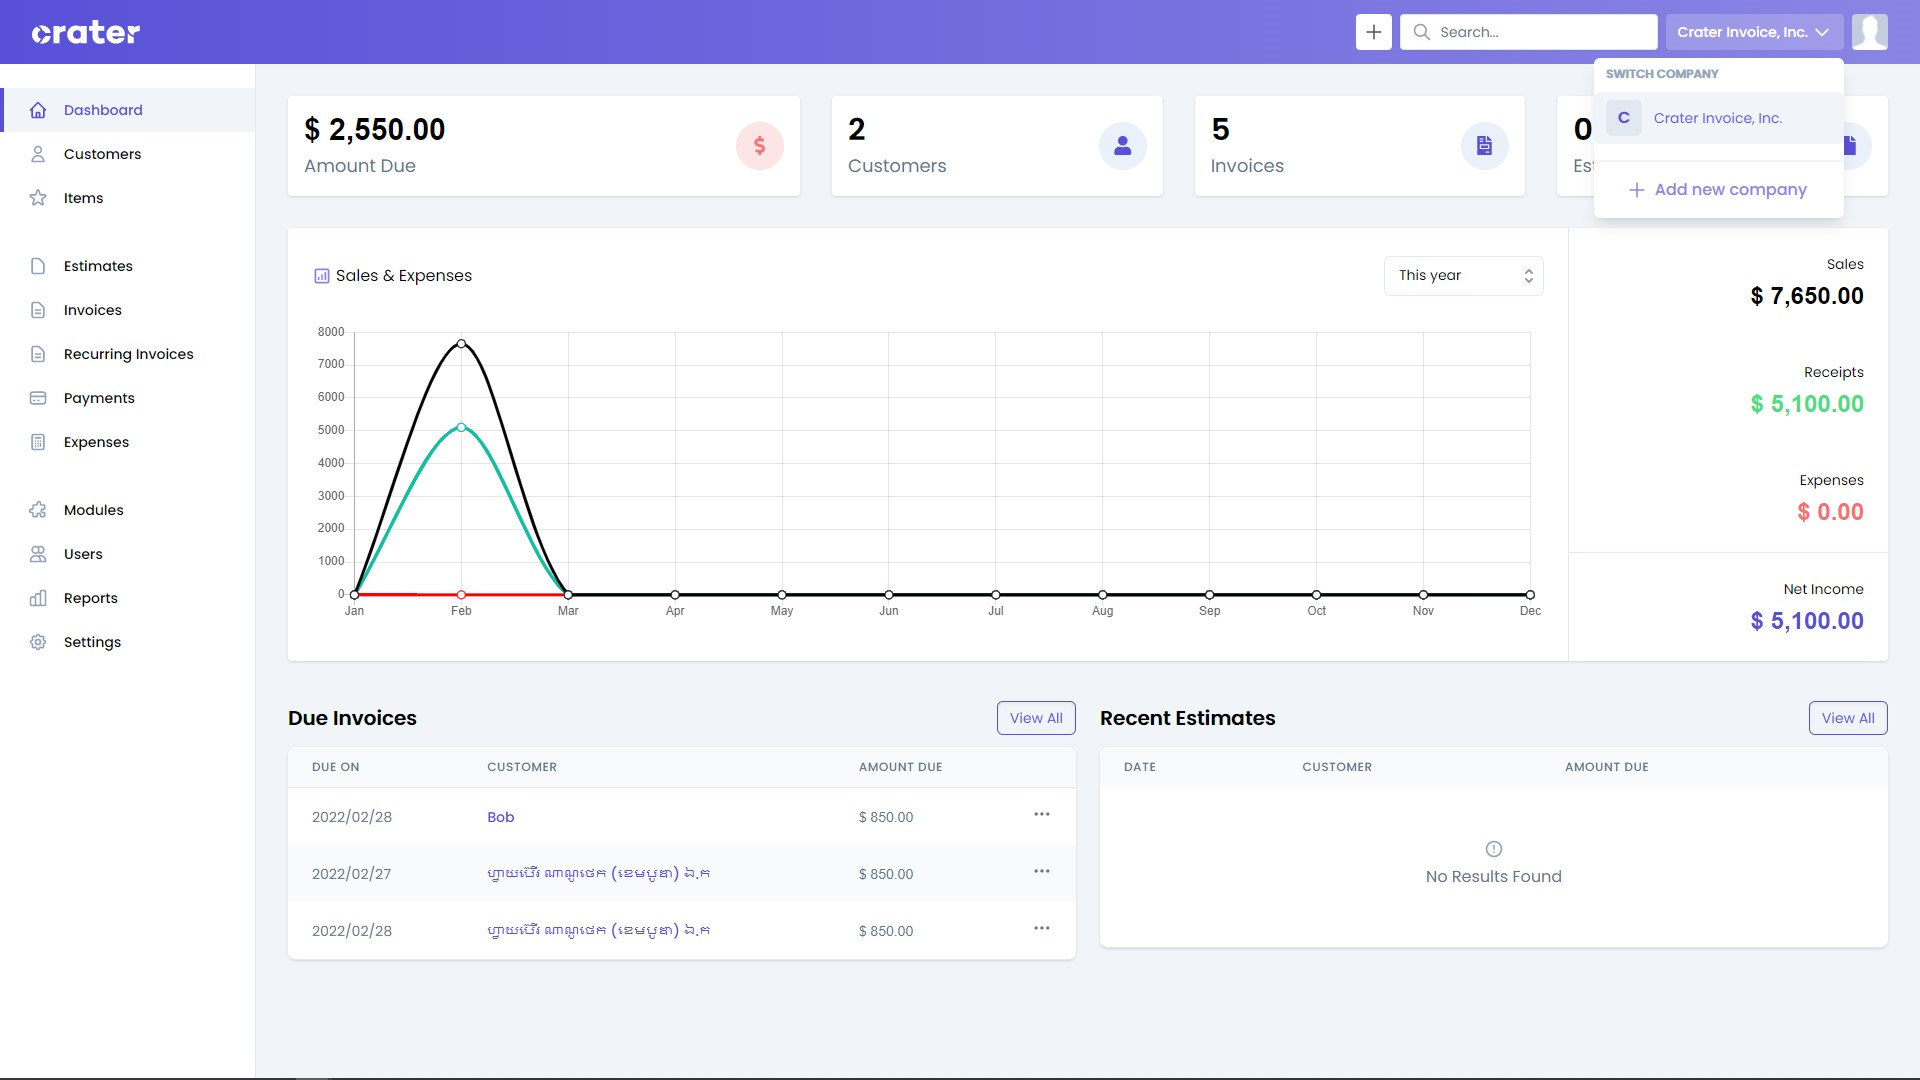 crater
Search...
Crater Invoice, Inc.
SWITCH COMPANY
C
Crater Invoice, Inc.
Add new company
Dashboard
Customers
Items
Estimates
Invoices
Recurring Invoices
Payments
Expenses
Modules
Users
Reports
Settings
$ 2,550.00
Amount Due
2
Customers
5
Invoices
0
Est
Sales & Expenses
This year
8000
7000
6000
5000
4000
3000
2000
1000
0
Jan Feb Mar Apr May Jun Jul Aug Sep Oct Nov Dec
Sales
$ 7,650.00
Receipts
$ 5,100.00
Expenses
$ 0.00
Net Income
$ 5,100.00
Due Invoices
View All
DUE ON CUSTOMER AMOUNT DUE
2022/02/28 Bob $ 850.00
2022/02/27 ហ្វាយប៊ើរ ណាណូថេក (ខេមបូឌា) ឯ.ក $ 850.00
2022/02/28 ហ្វាយប៊ើរ ណាណូថេក (ខេមបូឌា) ឯ.ក $ 850.00
Recent Estimates
View All
DATE CUSTOMER AMOUNT DUE
No Results Found